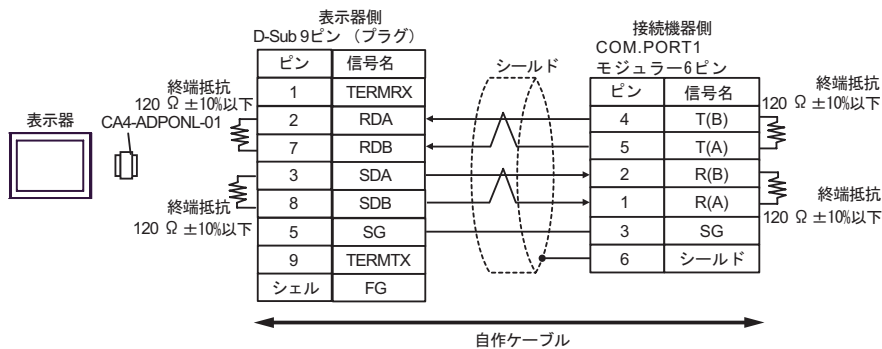 表示器側
D-Sub 9ピン （プラグ）
接続機器側
COM.PORT1
モジュラー6ピン
シールド
ピン 信号名
1 TERMRX
2 RDA
7 RDB
3 SDA
8 SDB
5 SG
9 TERMTX
シェル FG
ピン 信号名
4 T(B)
5 T(A)
2 R(B)
1 R(A)
3 SG
6 シールド
表示器
CA4-ADPONL-01
終端抵抗
120 Ω ±10%以下
終端抵抗
120 Ω ±10%以下
終端抵抗
120 Ω ±10%以下
終端抵抗
120 Ω ±10%以下
自作ケーブル